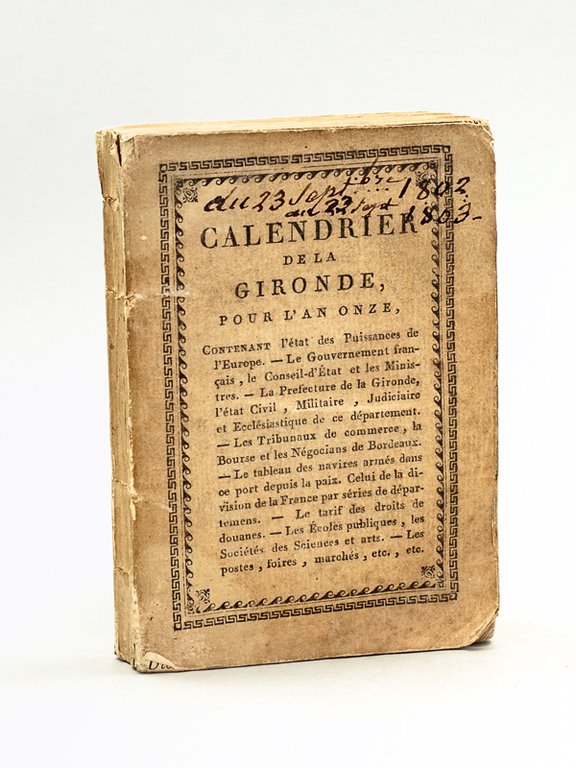 du 23 Septbre 1802
au 22 Sept 1803
CALENDRIER
DE LA
GIRONDE,
POUR L'AN ONZE,
CONTENANT l'état des Puissances de
l'Europe. — Le Gouvernement fran-
çais, le Conseil-d'État et les Minis-
tres. — La Prefecture de la Gironde,
l'état Civil, Militaire, Judiciaire
et Ecclésiastique de ce département.
— Les Tribunaux de commerce, la
Bourse et les Négocians de Bordeaux.
— Le tableau des navires armés dans
ce port depuis la paix. Celui de la di-
vision de la France par séries de dépar-
temens. — Le tarif des droits de
douanes. — Les Écoles publiques, les
Sociétés des Sciences et arts. — Les
postes, foires, marchés, etc., etc.